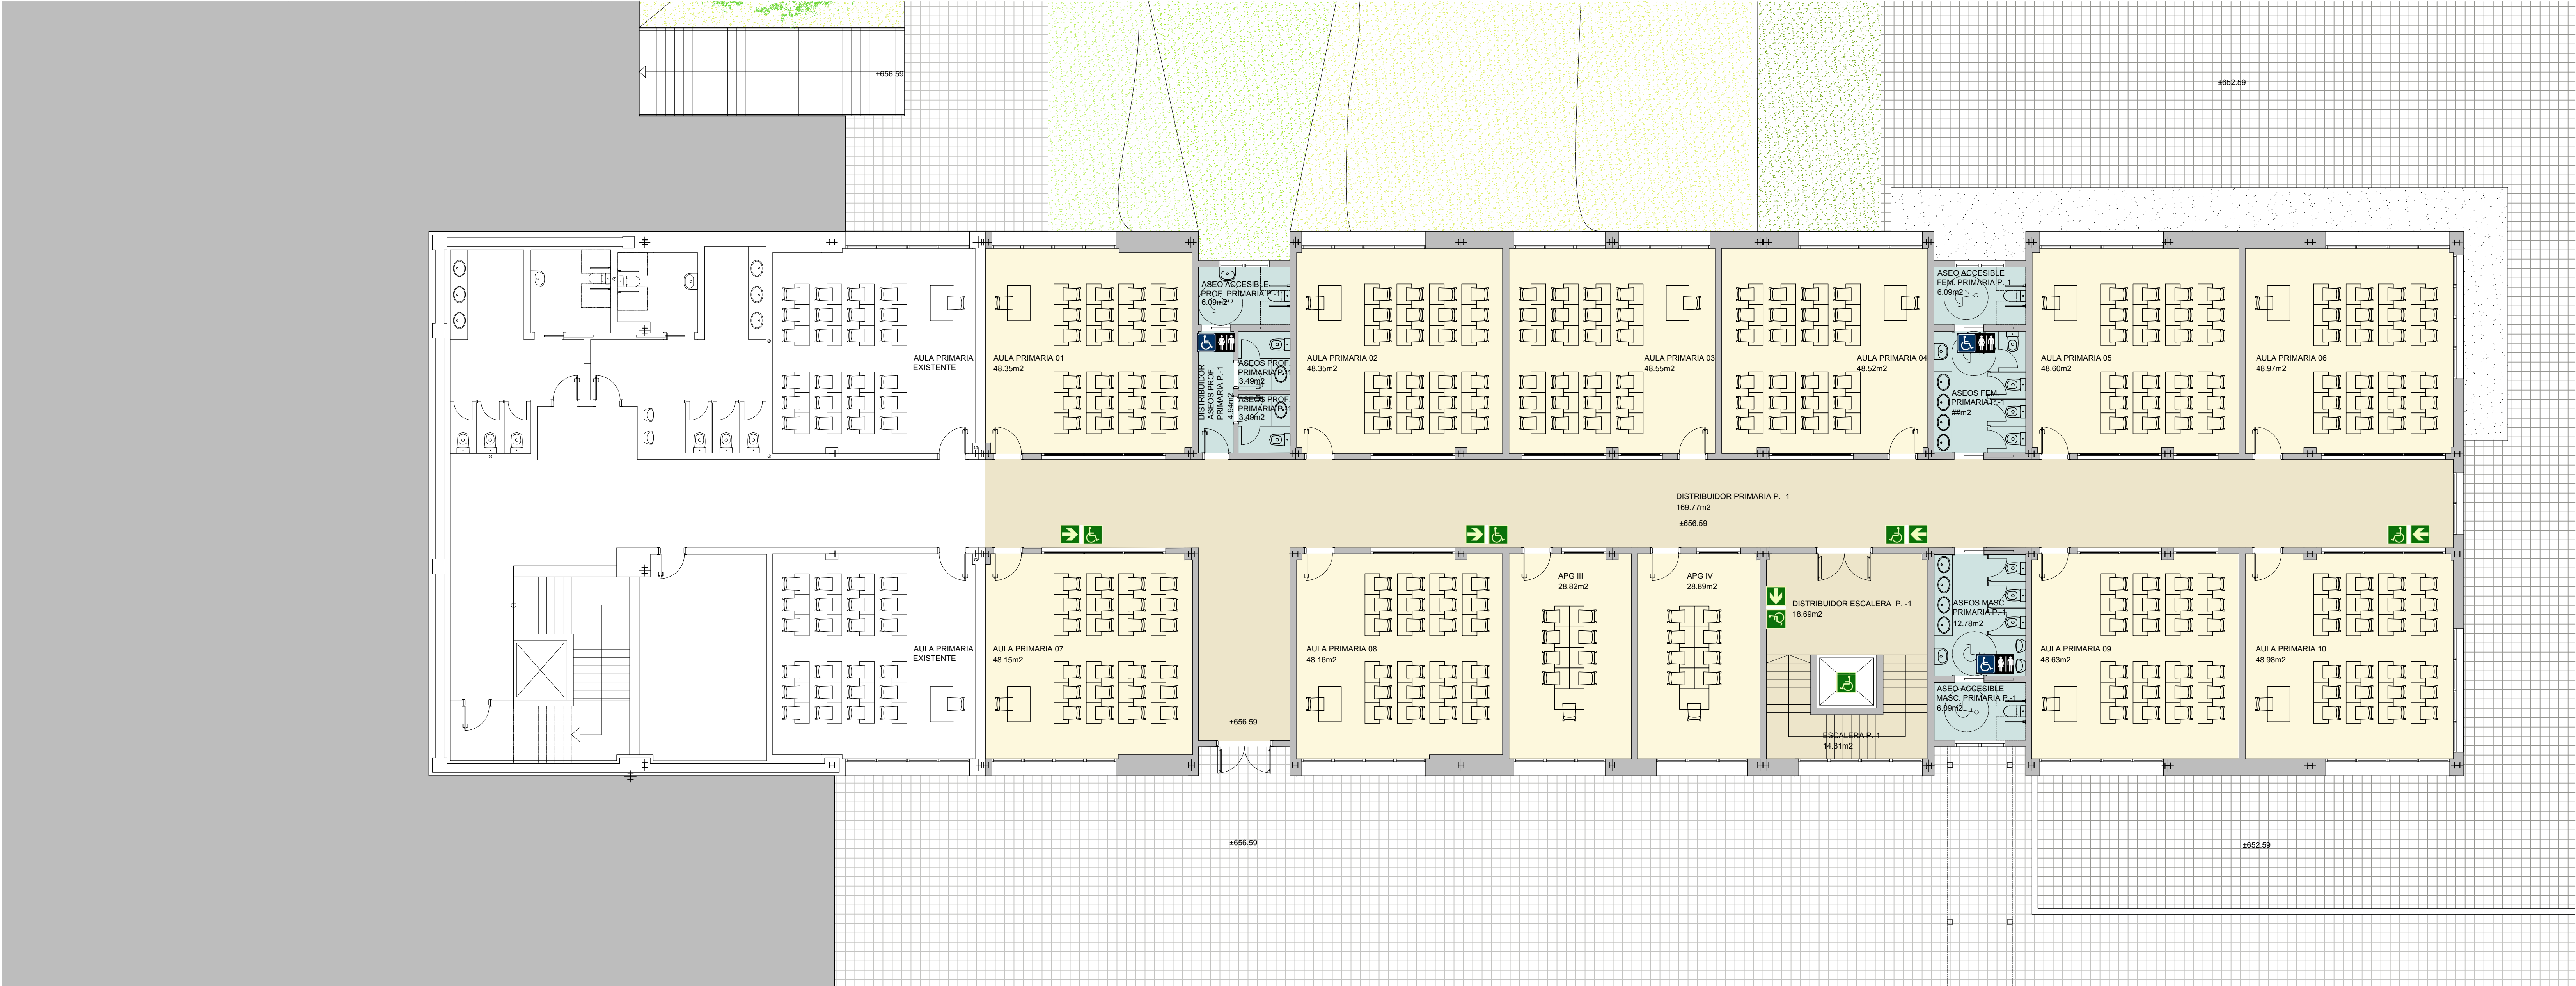 ±656.59
±652.59
ASEO ACCESIBLE
PROF. PRIMARIA P.-1
6.09m2
ASEO ACCESIBLE
FEM. PRIMARIA P.-1
6.09m2
AULA PRIMARIA
EXISTENTE
AULA PRIMARIA 01
48.35m2
DISTRIBUIDOR
ASEOS PROF.
PRIMARIA P.-1
4.94m2
ASEOS PROF.
PRIMARIA P.-1
3.49m2
ASEOS PROF.
PRIMARIA P.-1
3.49m2
AULA PRIMARIA 02
48.35m2
AULA PRIMARIA 03
48.55m2
AULA PRIMARIA 04
48.52m2
ASEOS FEM.
PRIMARIA P.-1
##m2
AULA PRIMARIA 05
48.60m2
AULA PRIMARIA 06
48.97m2
DISTRIBUIDOR PRIMARIA P. -1
169.77m2
±656.59
AULA PRIMARIA
EXISTENTE
AULA PRIMARIA 07
48.15m2
±656.59
AULA PRIMARIA 08
48.16m2
APG III
28.82m2
APG IV
28.89m2
DISTRIBUIDOR ESCALERA  P. -1
18.69m2
ESCALERA P.-1
14.31m2
ASEOS MASC.
PRIMARIA P.-1
12.78m2
ASEO ACCESIBLE
MASC. PRIMARIA P.-1
6.09m2
AULA PRIMARIA 09
48.63m2
AULA PRIMARIA 10
48.98m2
±656.59
±652.59